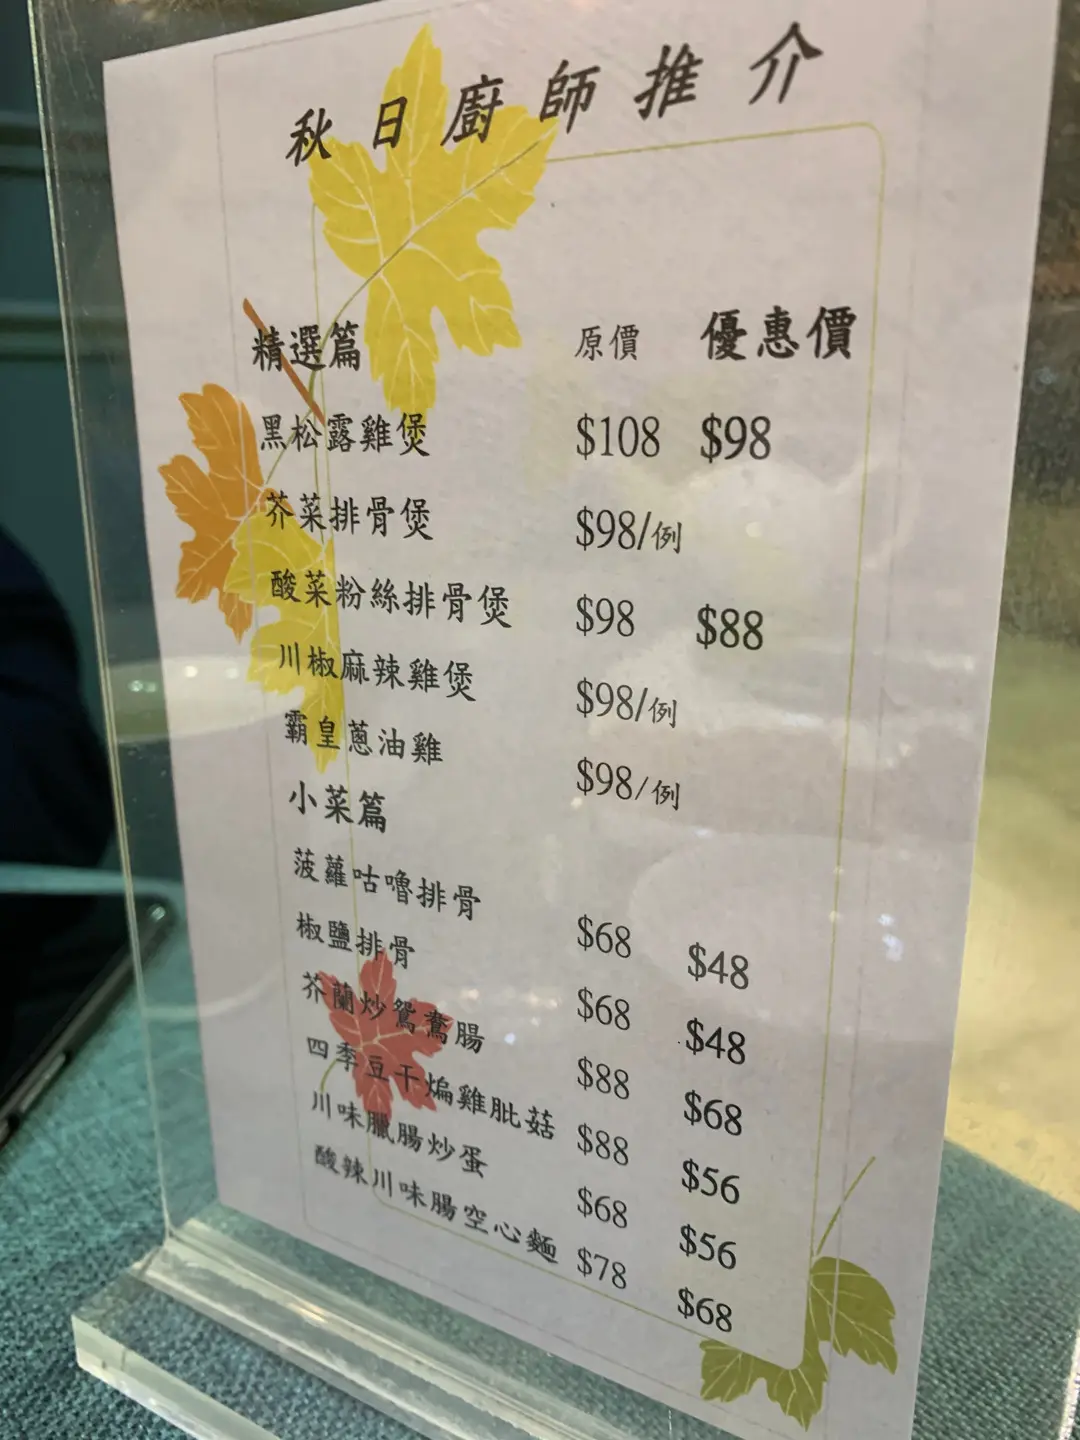 秋日廚師推介
精選篇 原價 優惠價
黑松露雞煲 $108 $98
芥菜排骨煲 $98/例
酸菜粉絲排骨煲 $98 $88
川椒麻辣雞煲 $98/例
霸皇蔥油雞 $98/例
小菜篇
菠蘿咕嚕排骨 $68 $48
椒鹽排骨 $68 $48
芥蘭炒鴛鴦腸 $88 $68
四季豆干煸雞肶菇 $88 $56
川味臘腸炒蛋 $68 $56
酸辣川味腸空心麵 $78 $68